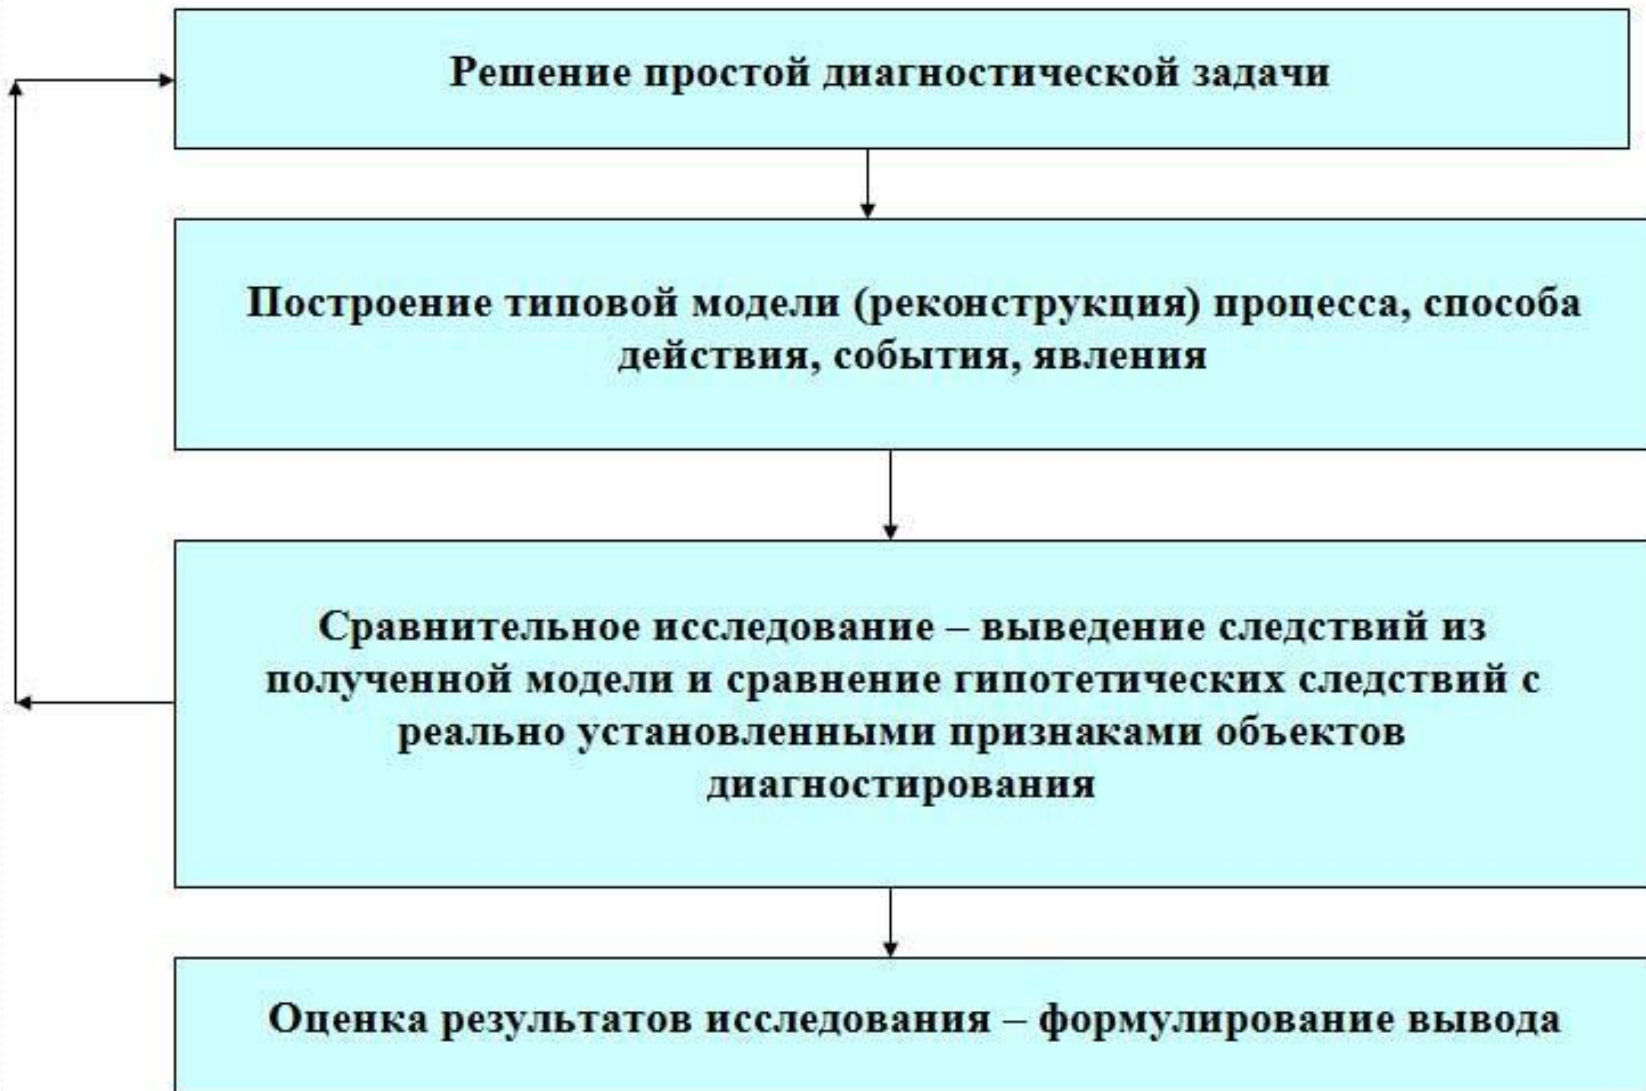 Решение простой диагностической задачи
Построение типовой модели (реконструкция) процесса, способа
действия, события, явления
Сравнительное исследование – выведение следствий из
полученной модели и сравнение гипотетических следствий с
реально установленными признаками объектов
диагностирования
Оценка результатов исследования – формулирование вывода